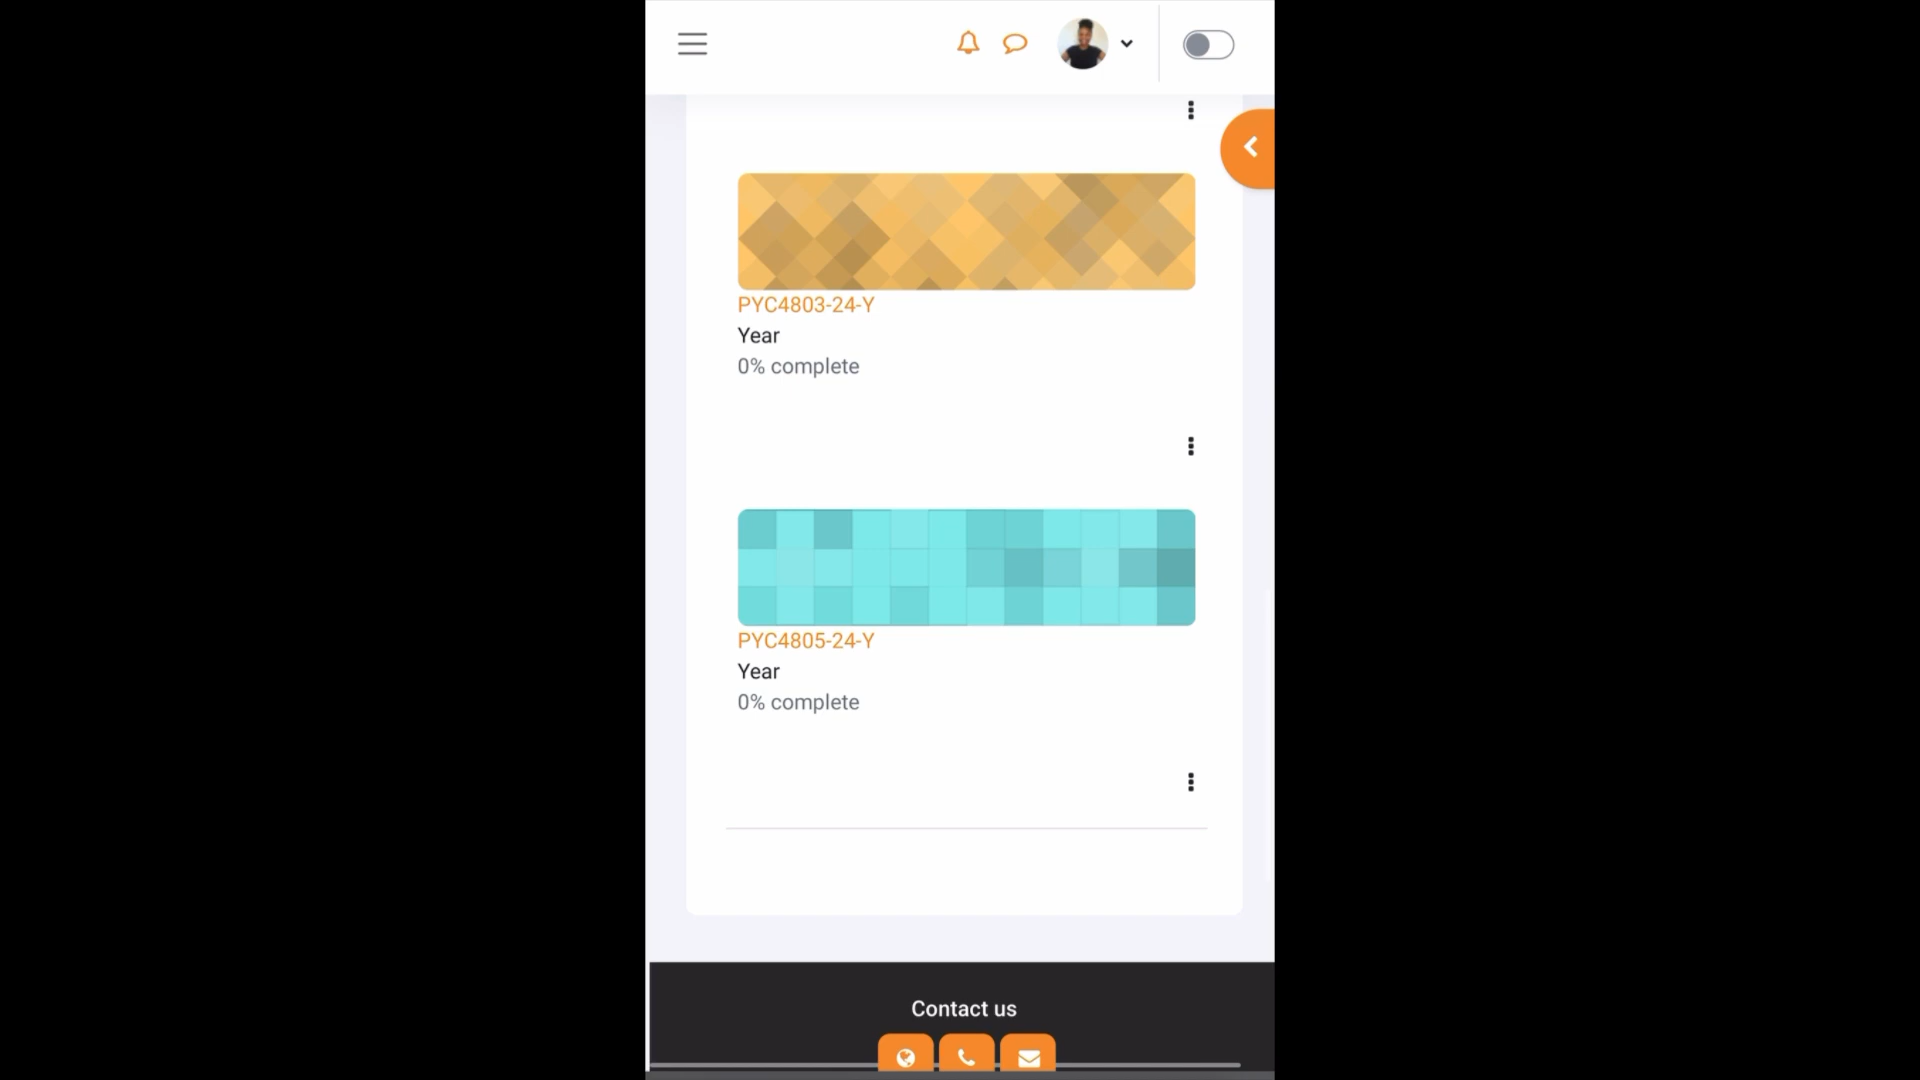 PYC4803-24-Y
Year
0% complete
PYC4805-24-Y
Year
0% complete
Contact us